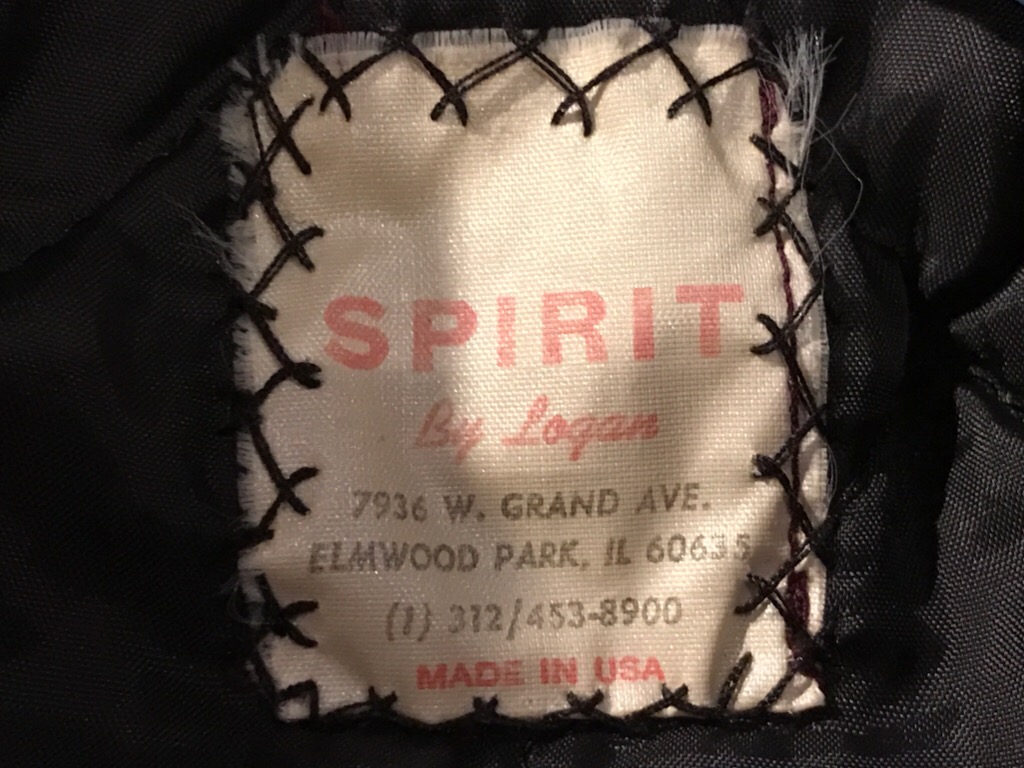 SPIRIT
By Logan
7936 W. GRAND AVE.
ELMWOOD PARK, IL 60635
(1) 312/453-8900
MADE IN USA